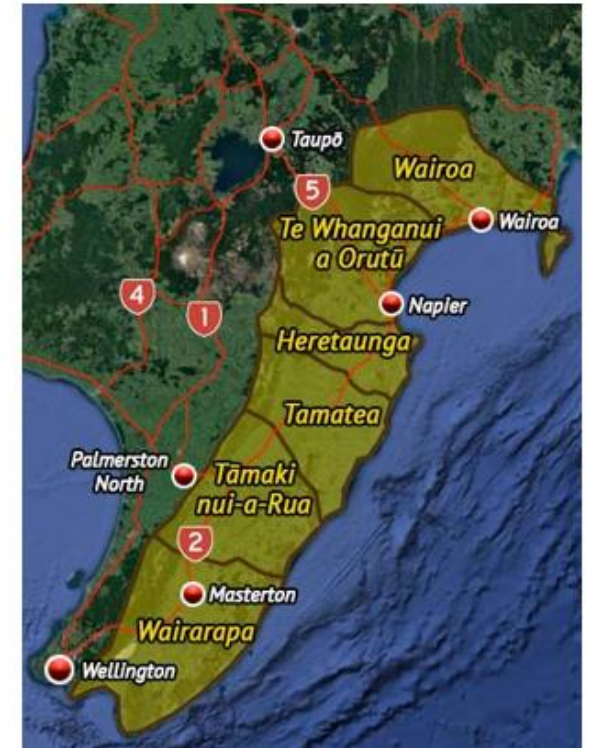 Taupō
Wairoa
5
Wairoa
Te Whanganui
a Orutū
4
1
Napier
Heretaunga
Tamatea
Palmerston
North
Tāmaki
nui-a-Rua
2
Masterton
Wairarapa
Wellington